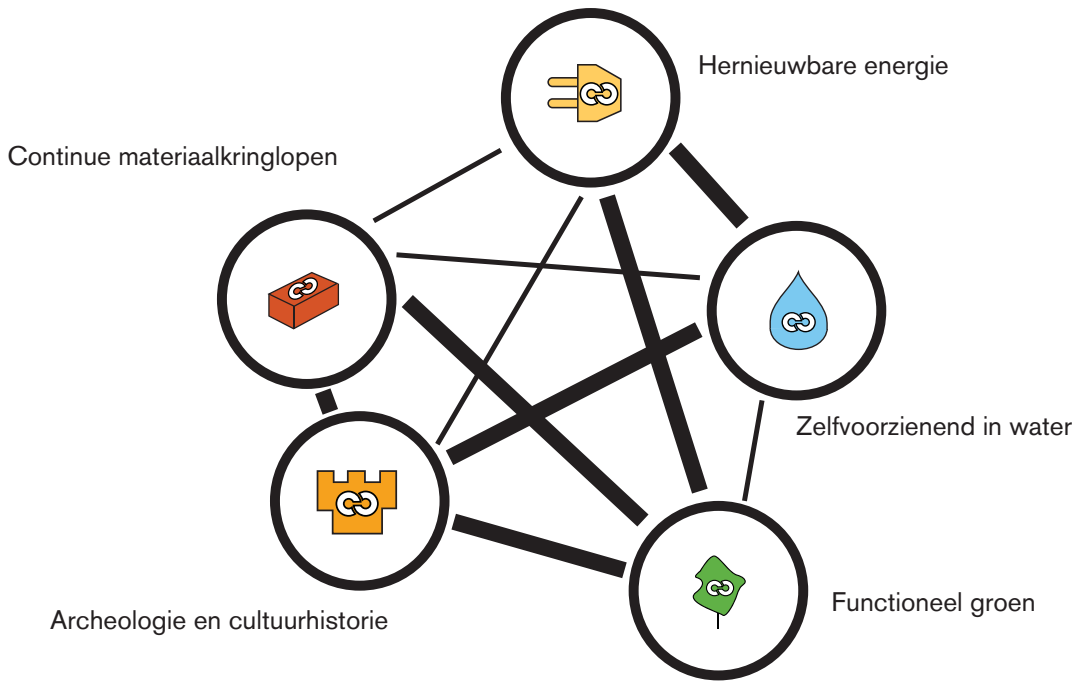 Hernieuwbare energie
Continue materiaalkringlopen
Zelfvoorzienend in water
Functioneel groen
Archeologie en cultuurhistorie